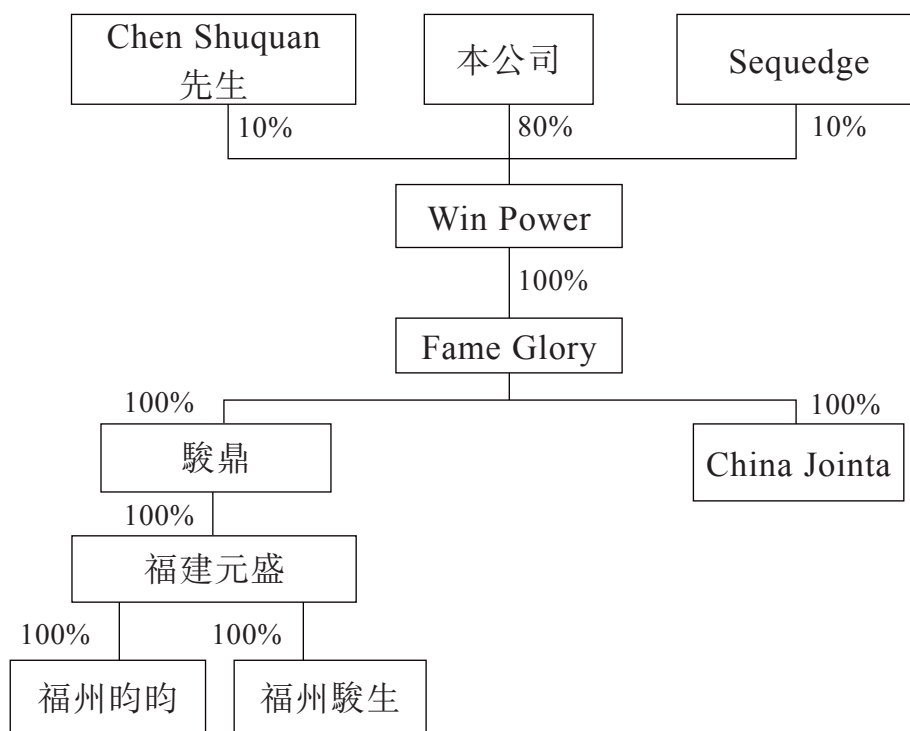 Chen Shuquan
先生
本公司
Sequedge
10%
80%
10%
Win Power
100%
Fame Glory
100%
100%
駿鼎
China Jointa
100%
福建元盛
100%
100%
福州昀昀
福州駿生